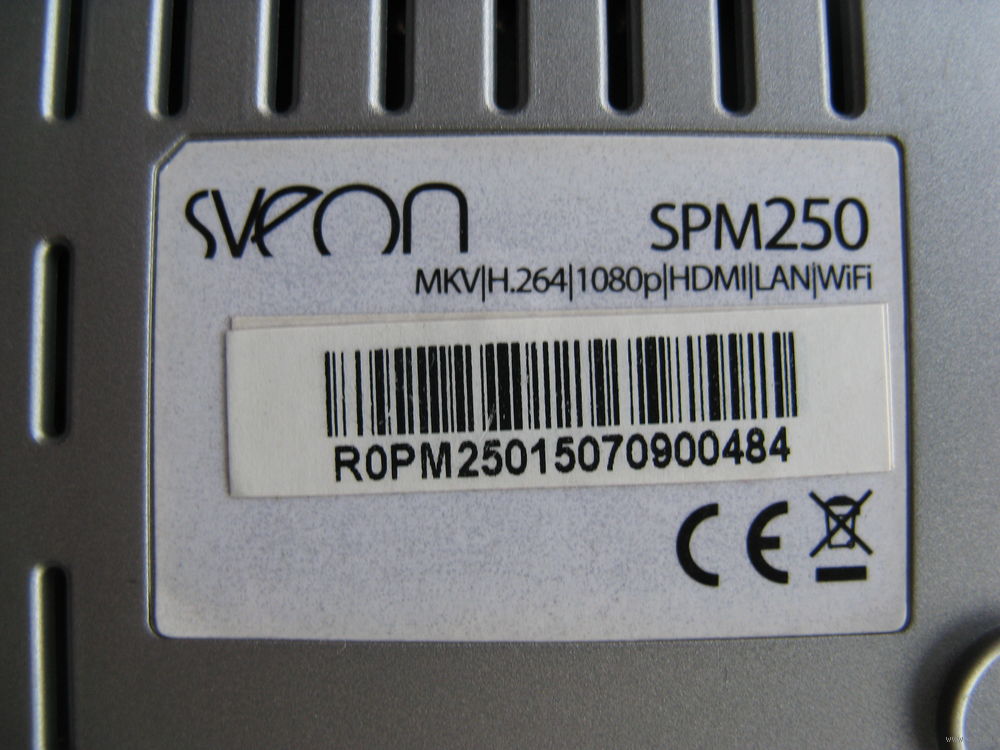 sveon
SPM250
MKV|H.264|1080p|HDMI|LAN|WiFi
R0PM25015070900484
CE